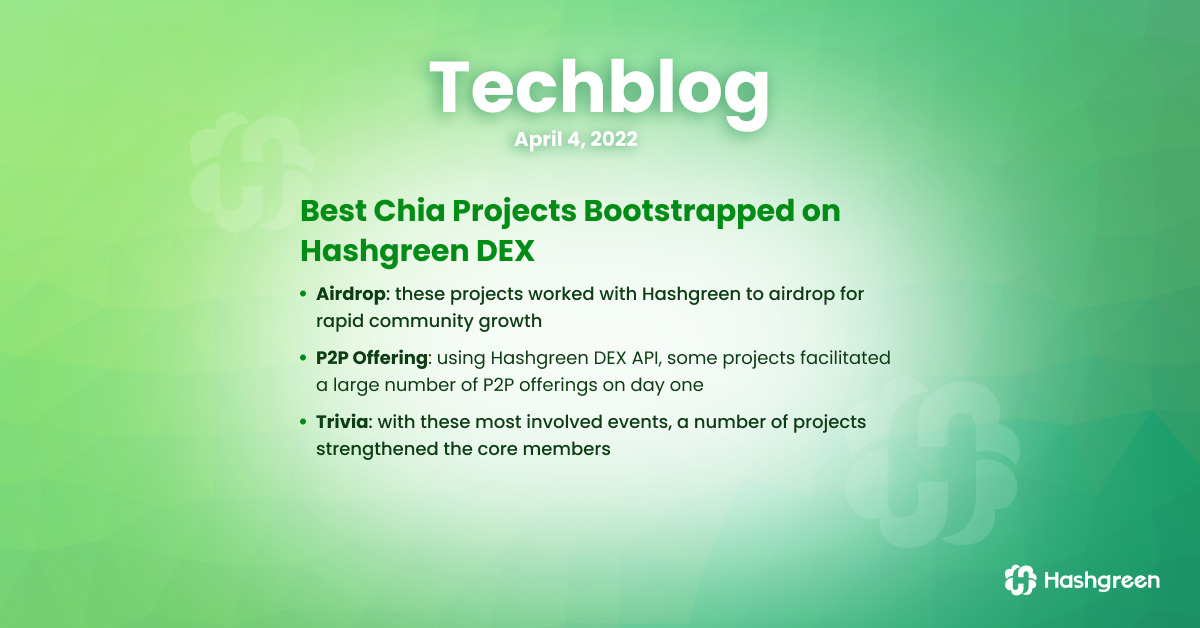 Techblog
April 4, 2022
Best Chia Projects Bootstrapped on
Hashgreen DEX
• Airdrop: these projects worked with Hashgreen to airdrop for
rapid community growth
• P2P Offering: using Hashgreen DEX API, some projects facilitated
a large number of P2P offerings on day one
• Trivia: with these most involved events, a number of projects
strengthened the core members
Hashgreen